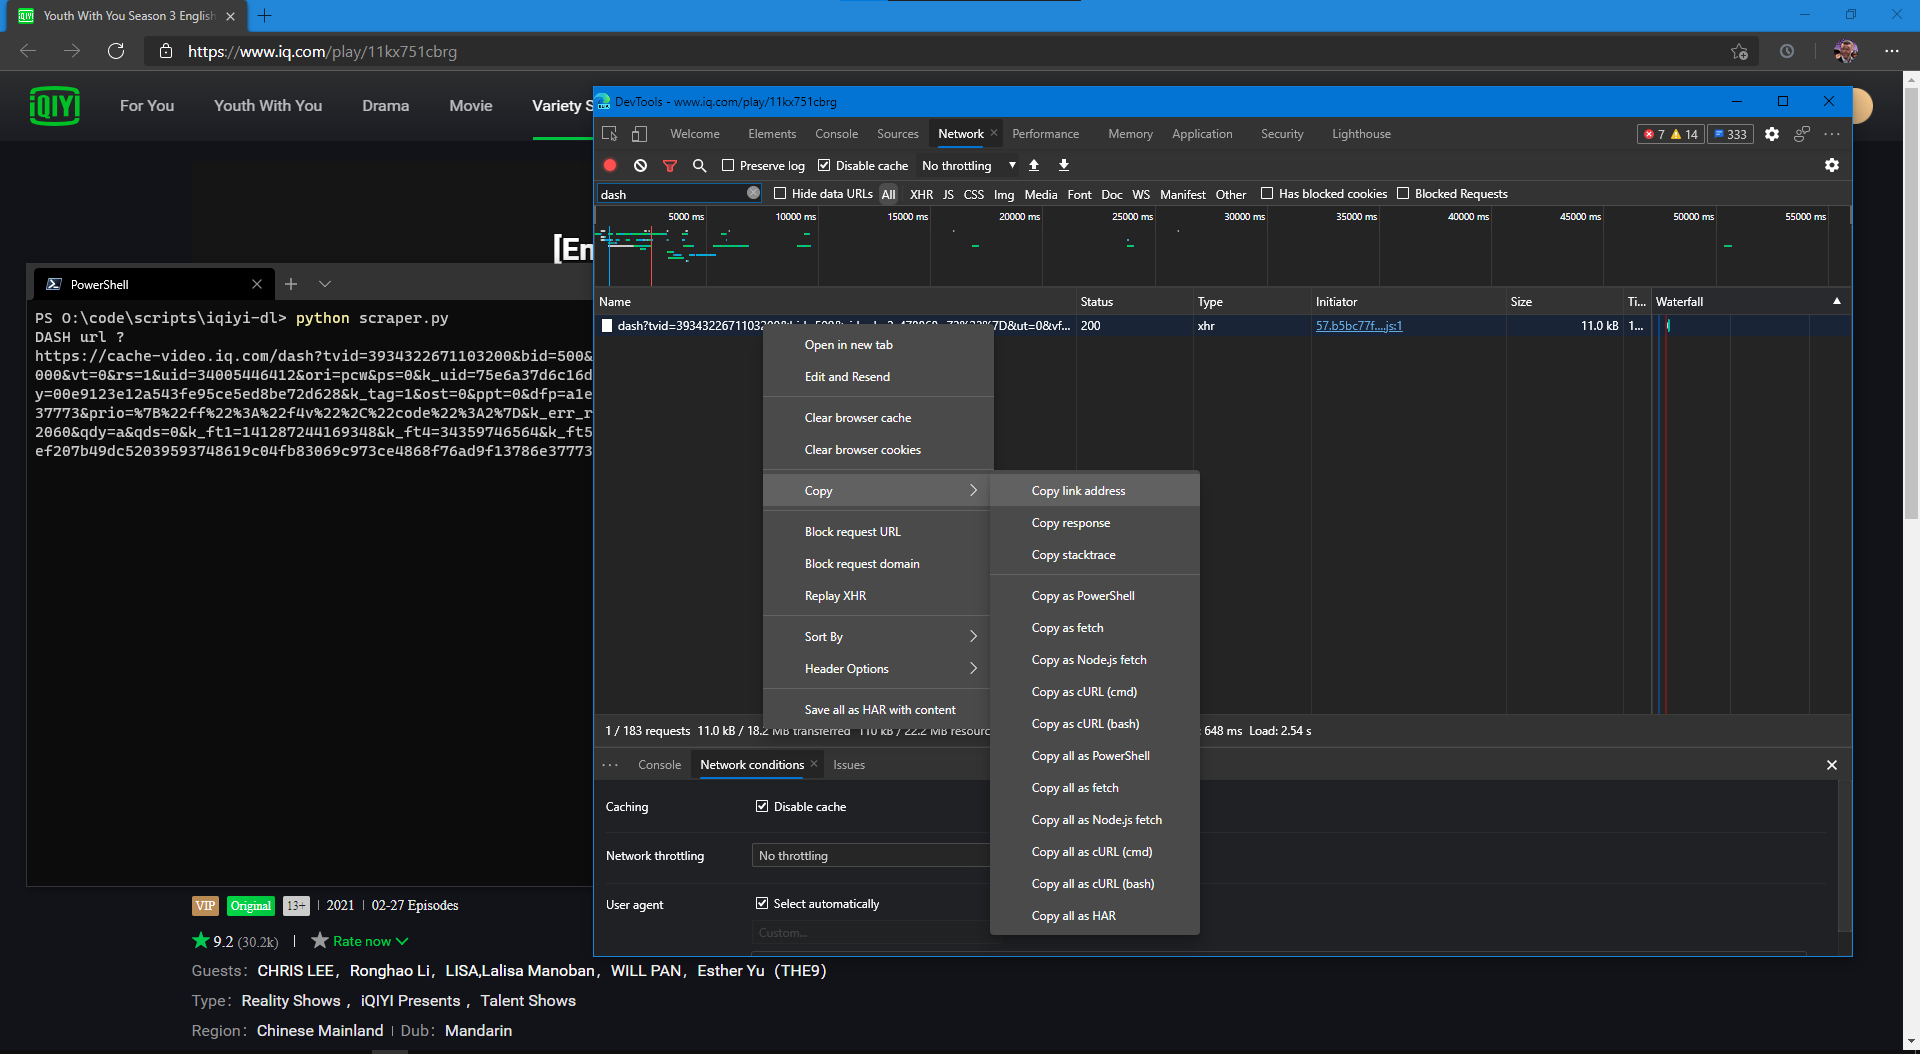 Youth With You Season 3 English
https://www.iq.com/play/11kx751cbrg
iQIYI
For You
Youth With You
Drama
Movie
Variety S
DevTools - www.iq.com/play/11kx751cbrg
Welcome
Elements
Console
Sources
Network
Performance
Memory
Application
Security
Lighthouse
7
14
333
Preserve log
Disable cache
No throttling
dash
Hide data URLs
All
XHR
JS
CSS
Img
Media
Font
Doc
WS
Manifest
Other
Has blocked cookies
Blocked Requests
5000 ms
10000 ms
15000 ms
20000 ms
25000 ms
30000 ms
35000 ms
40000 ms
45000 ms
50000 ms
55000 ms
[En
Name
Status
Type
Initiator
Size
Ti...
Waterfall
200
xhr
57.b5bc77f....js:1
11.0 kB
1...
PowerShell
PS O:\code\scripts\iqiyi-dl> python scraper.py
DASH url ?
https://cache-video.iq.com/dash?tvid=3934322671103200&bid=500&
000&vt=0&rs=1&uid=34005446412&ori=pcw&ps=0&k_uid=75e6a37d6c16d
y=00e9123e12a543fe95ce5ed8be72d628&k_tag=1&ost=0&ppt=0&dfp=a1e
37773&prio=%7B%22ff%22%3A%22f4v%22%2C%22code%22%3A2%7D&k_err_r
2060&qdy=a&qds=0&k_ft1=141287244169348&k_ft4=34359746564&k_ft5
ef207b49dc52039593748619c04fb83069c973ce4868f76ad9f13786e37773
Open in new tab
Edit and Resend
Clear browser cache
Clear browser cookies
Copy
Block request URL
Block request domain
Replay XHR
Sort By
Header Options
Save all as HAR with content
Copy link address
Copy response
Copy stacktrace
Copy as PowerShell
Copy as fetch
Copy as Node.js fetch
Copy as cURL (cmd)
Copy as cURL (bash)
Copy all as PowerShell
Copy all as fetch
Copy all as Node.js fetch
Copy all as cURL (cmd)
Copy all as cURL (bash)
Copy all as HAR
1 / 183 requests
11.0 kB / 18.2 MB transferred
110 kB / 22.2 MB resourc
: 648 ms
Load: 2.54 s
Console
Network conditions
Issues
Caching
Disable cache
Network throttling
No throttling
User agent
Select automatically
Custom...
VIP
Original
13+
2021
02-27 Episodes
9.2 (30.2k)
Rate now
Guests: CHRIS LEE, Ronghao Li, LISA,Lalisa Manoban, WILL PAN, Esther Yu (THE9)
Type: Reality Shows , iQIYI Presents , Talent Shows
Region: Chinese Mainland | Dub: Mandarin